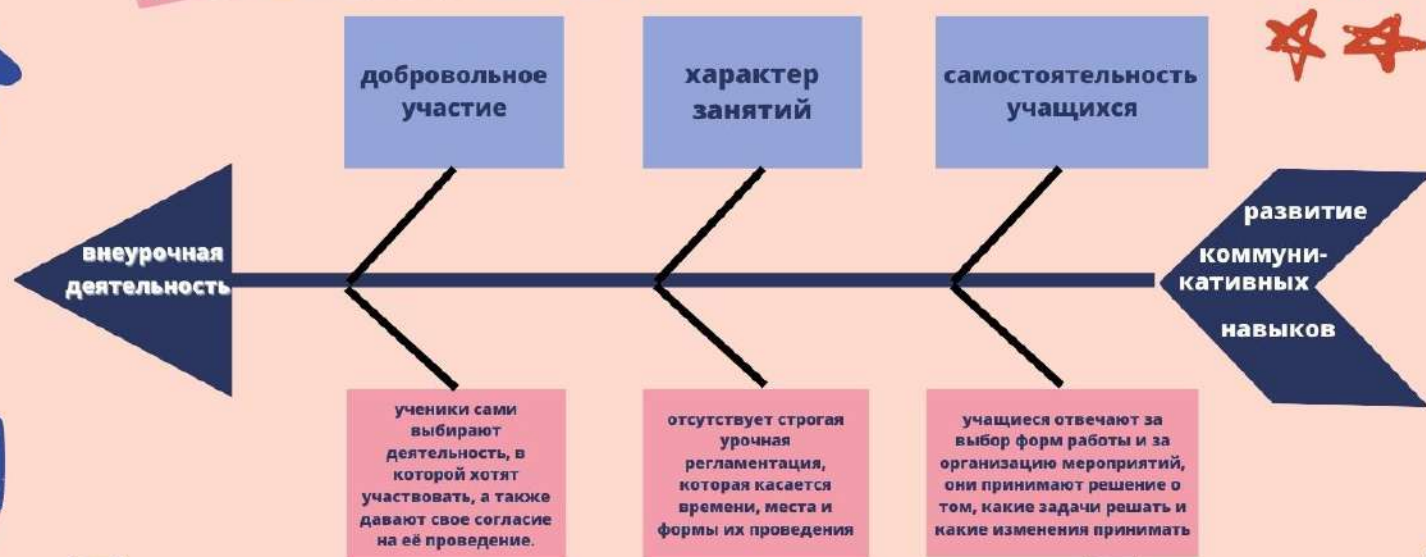 добровольное
участие
характер
занятий
самостоятельность
учащихся
внеурочная
деятельность
развитие
коммуни-
кативных
навыков
ученики сами
выбирают
деятельность, в
которой хотят
участвовать, а также
давают свое согласие
на её проведение.
отсутствует строгая
урочная
регламентация,
которая касается
времени, места и
формы их проведения
учащиеся отвечают за
выбор форм работы и за
организацию мероприятий,
они принимают решение о
том, какие задачи решать и
какие изменения принимать